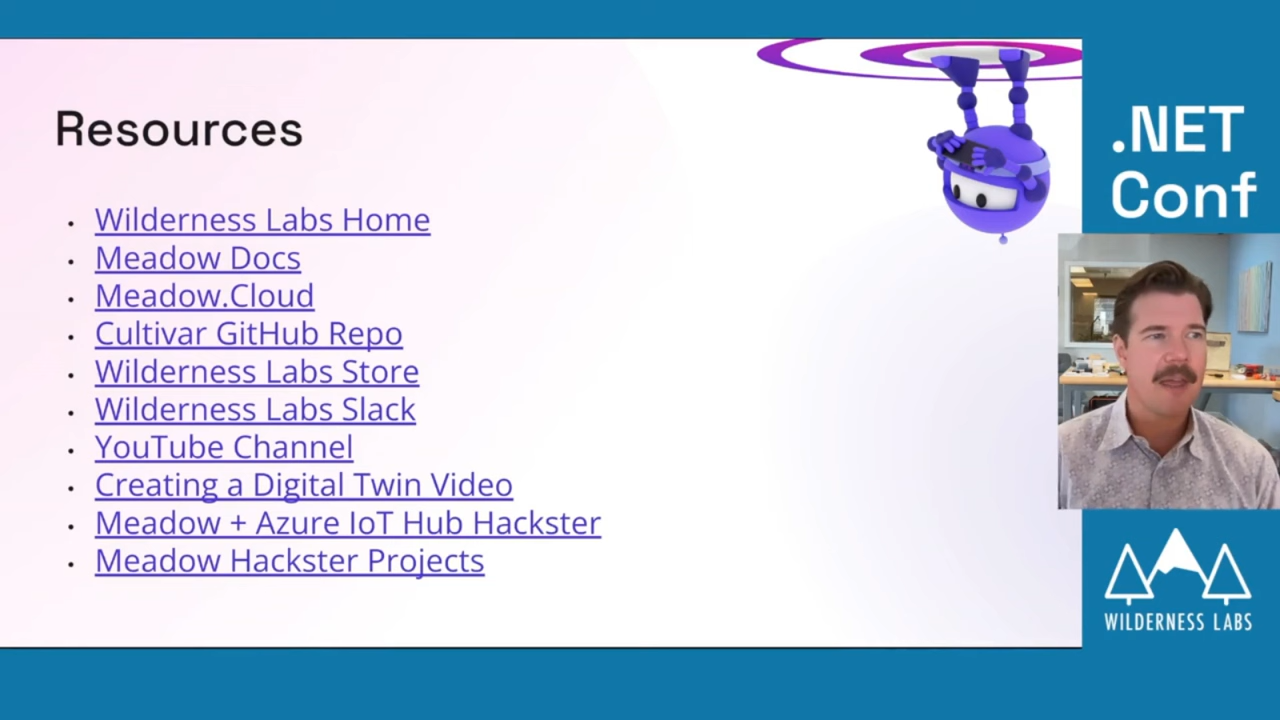 Resources
Wilderness Labs Home
Meadow Docs
Meadow.Cloud
Cultivar GitHub Repo
Wilderness Labs Store
Wilderness Labs Slack
YouTube Channel
Creating a Digital Twin Video
Meadow + Azure IoT Hub Hackster
Meadow Hackster Projects
.NET
Conf
WILDERNESS LABS